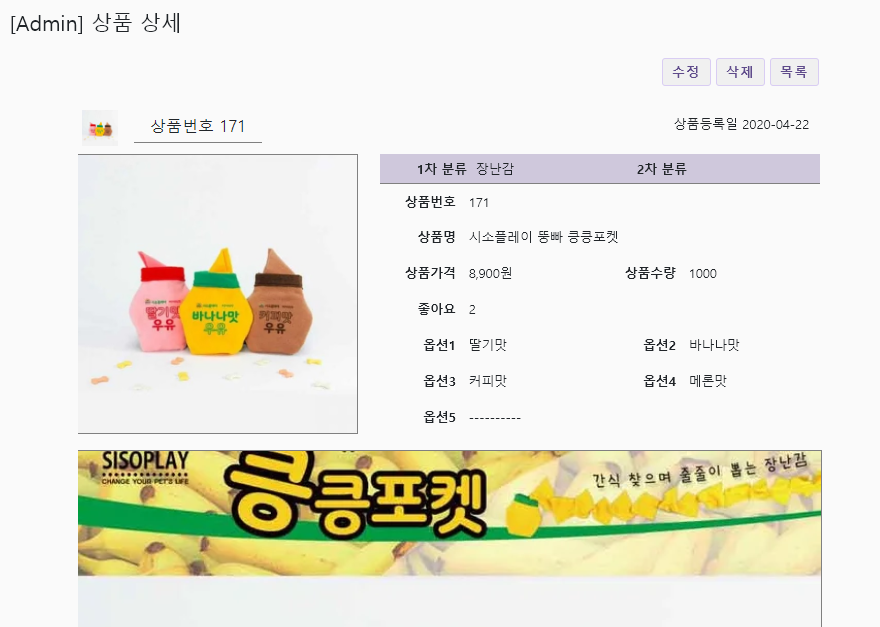 [Admin] 상품 상세
수정 삭제 목록
상품번호 171
상품등록일 2020-04-22
1차 분류 장난감 2차 분류
상품번호 171
상품명 시소플레이 뚱빠 킁킁포켓
상품가격 8,900원 상품수량 1000
좋아요 2
옵션1 딸기맛 옵션2 바나나맛
옵션3 커피맛 옵션4 메론맛
옵션5 ----------
딸기맛
우유
바나나맛
우유
커피맛
우유
SISOPLAY
CHANGE YOUR PET'S LIFE
킁킁포켓
간식 찾으며 줄줄이 뽑는 장난감